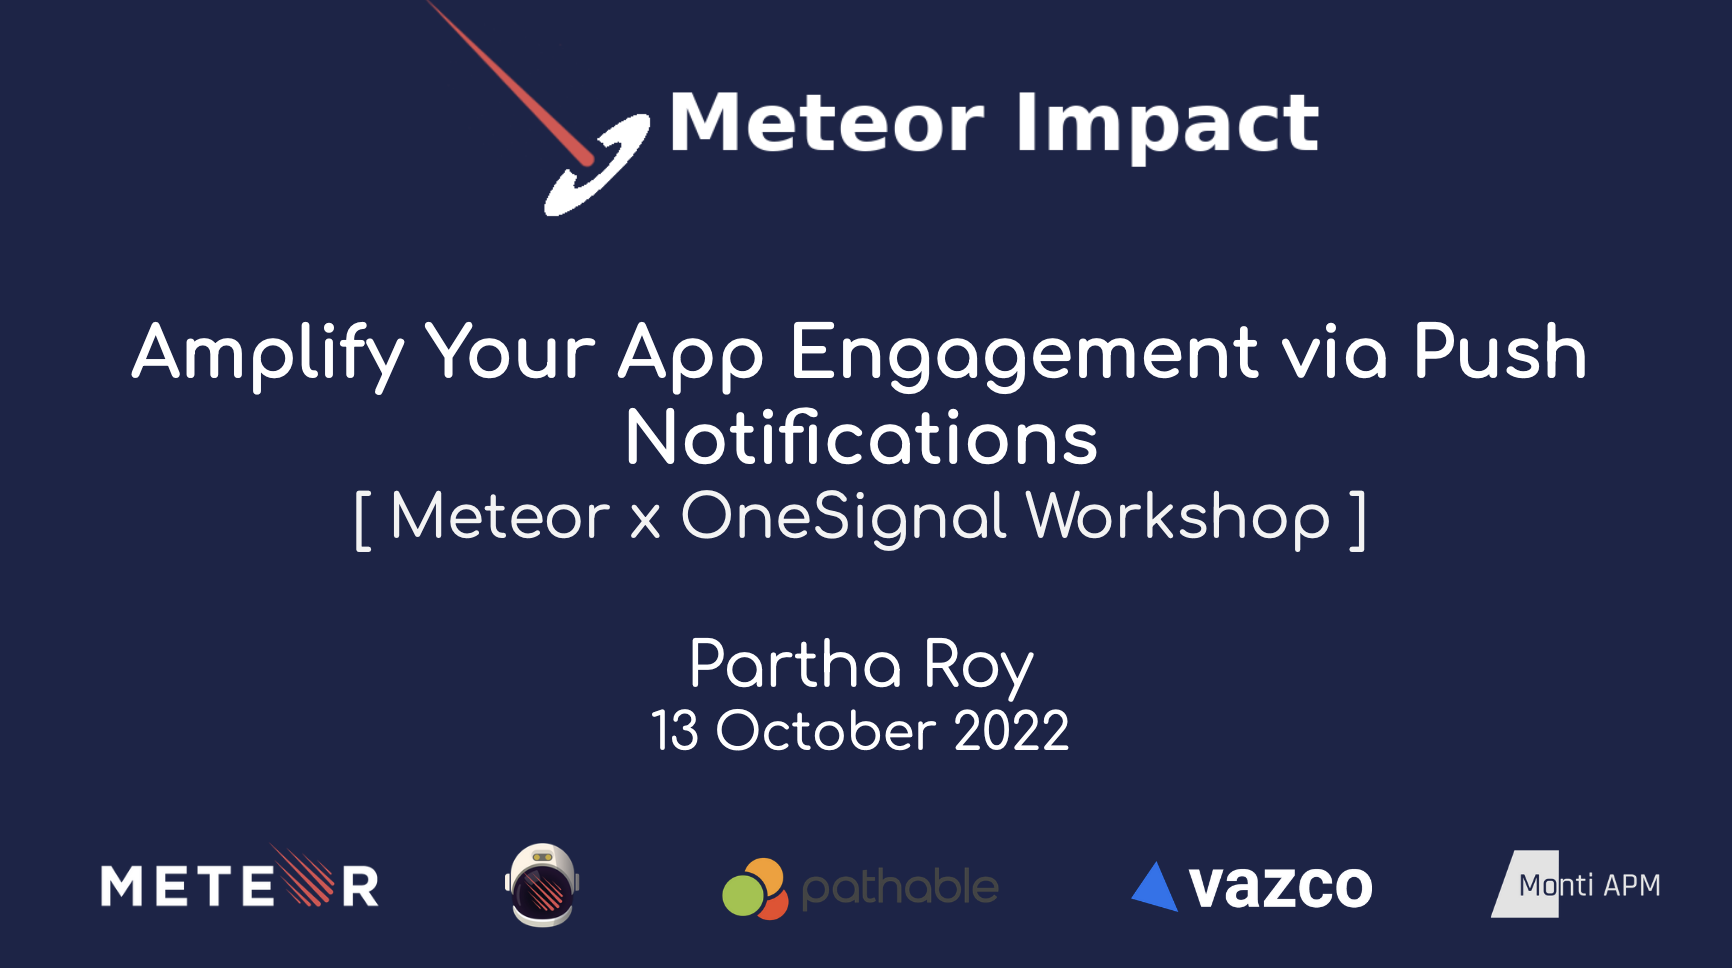 Meteor Impact
Amplify Your App Engagement via Push
Notifications
[ Meteor x OneSignal Workshop ]
Partha Roy
13 October 2022
METEOR
pathable
vazco
Monti APM